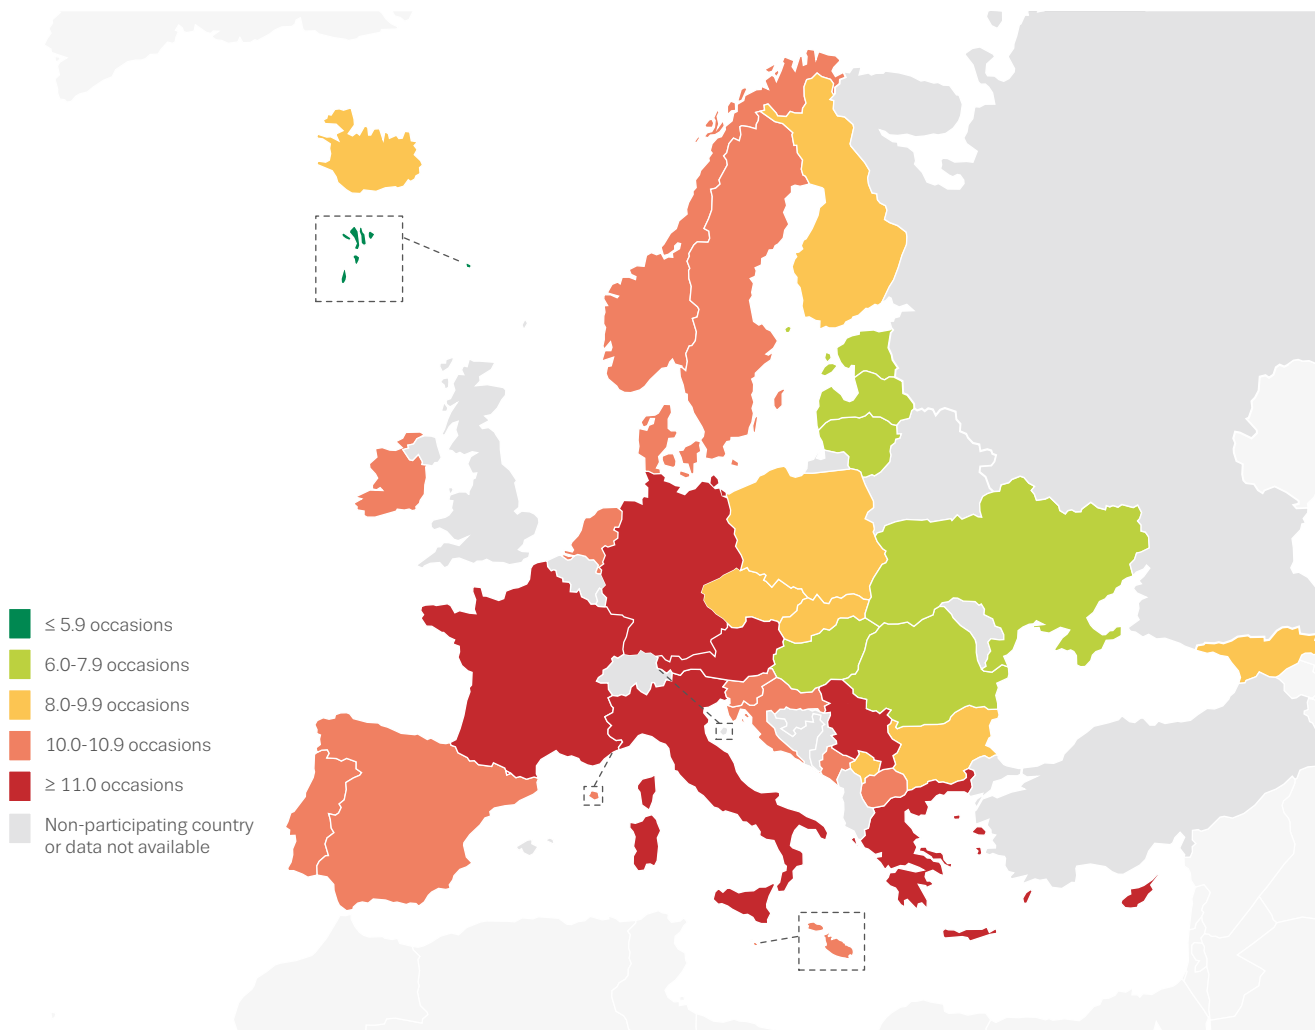 ≤ 5.9 occasions
6.0-7.9 occasions
8.0-9.9 occasions
10.0-10.9 occasions
≥ 11.0 occasions
Non-participating country
or data not available